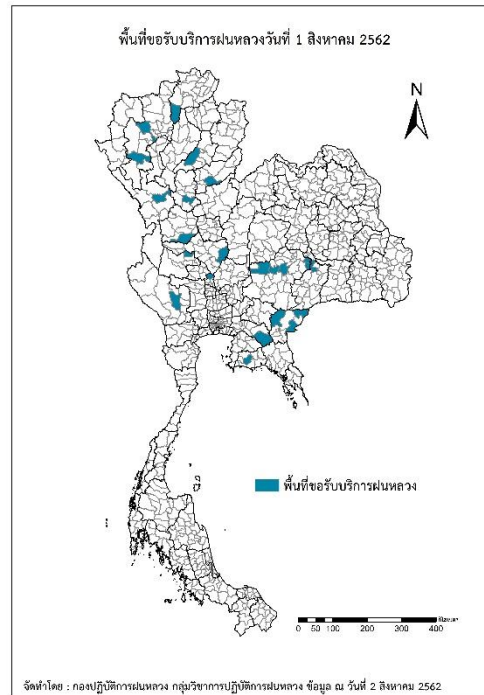 พื้นที่ขอรับบริการฝนหลวงวันที่ 1 สิงหาคม 2562
N
พื้นที่ขอรับบริการฝนหลวง
0 50 100 200 300 400
จัดทำโดย : กองปฏิบัติการฝนหลวง กลุ่มวิชาการปฏิบัติการฝนหลวง ข้อมูล ณ วันที่ 2 สิงหาคม 2562